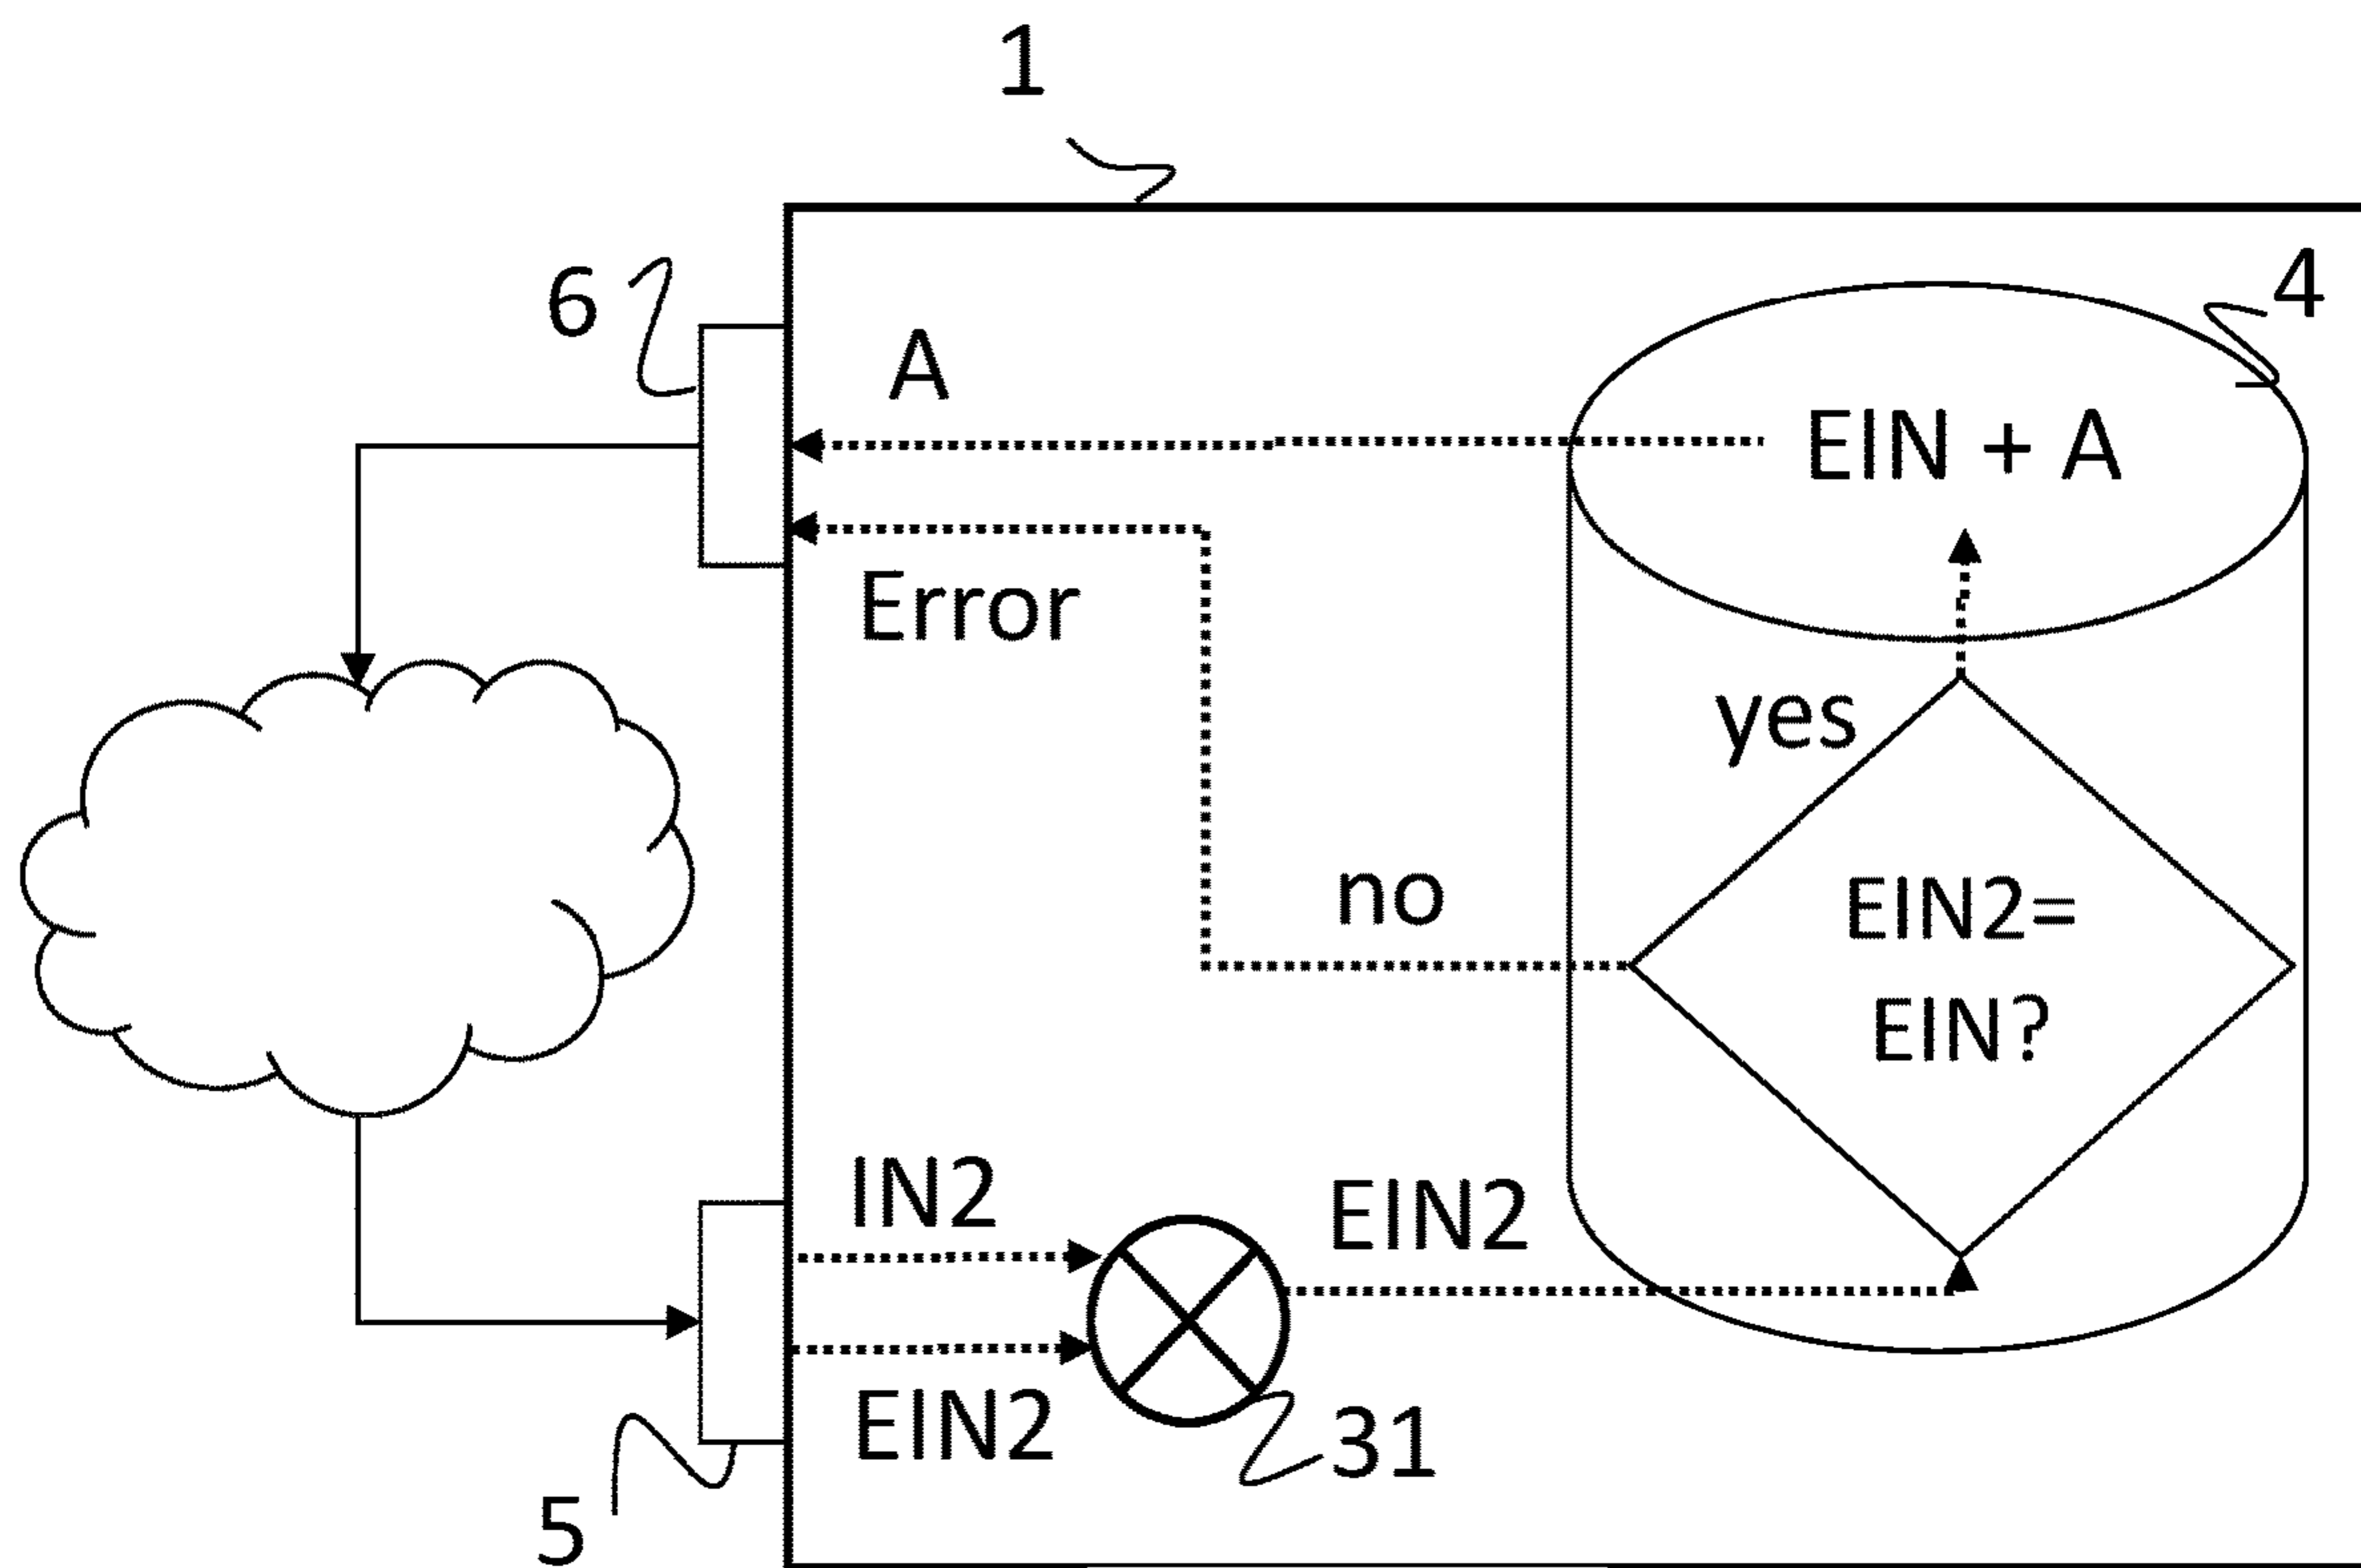 1
6
4
A
EIN + A
Error
yes
no
EIN2=
EIN?
IN2
EIN2
EIN2
31
5